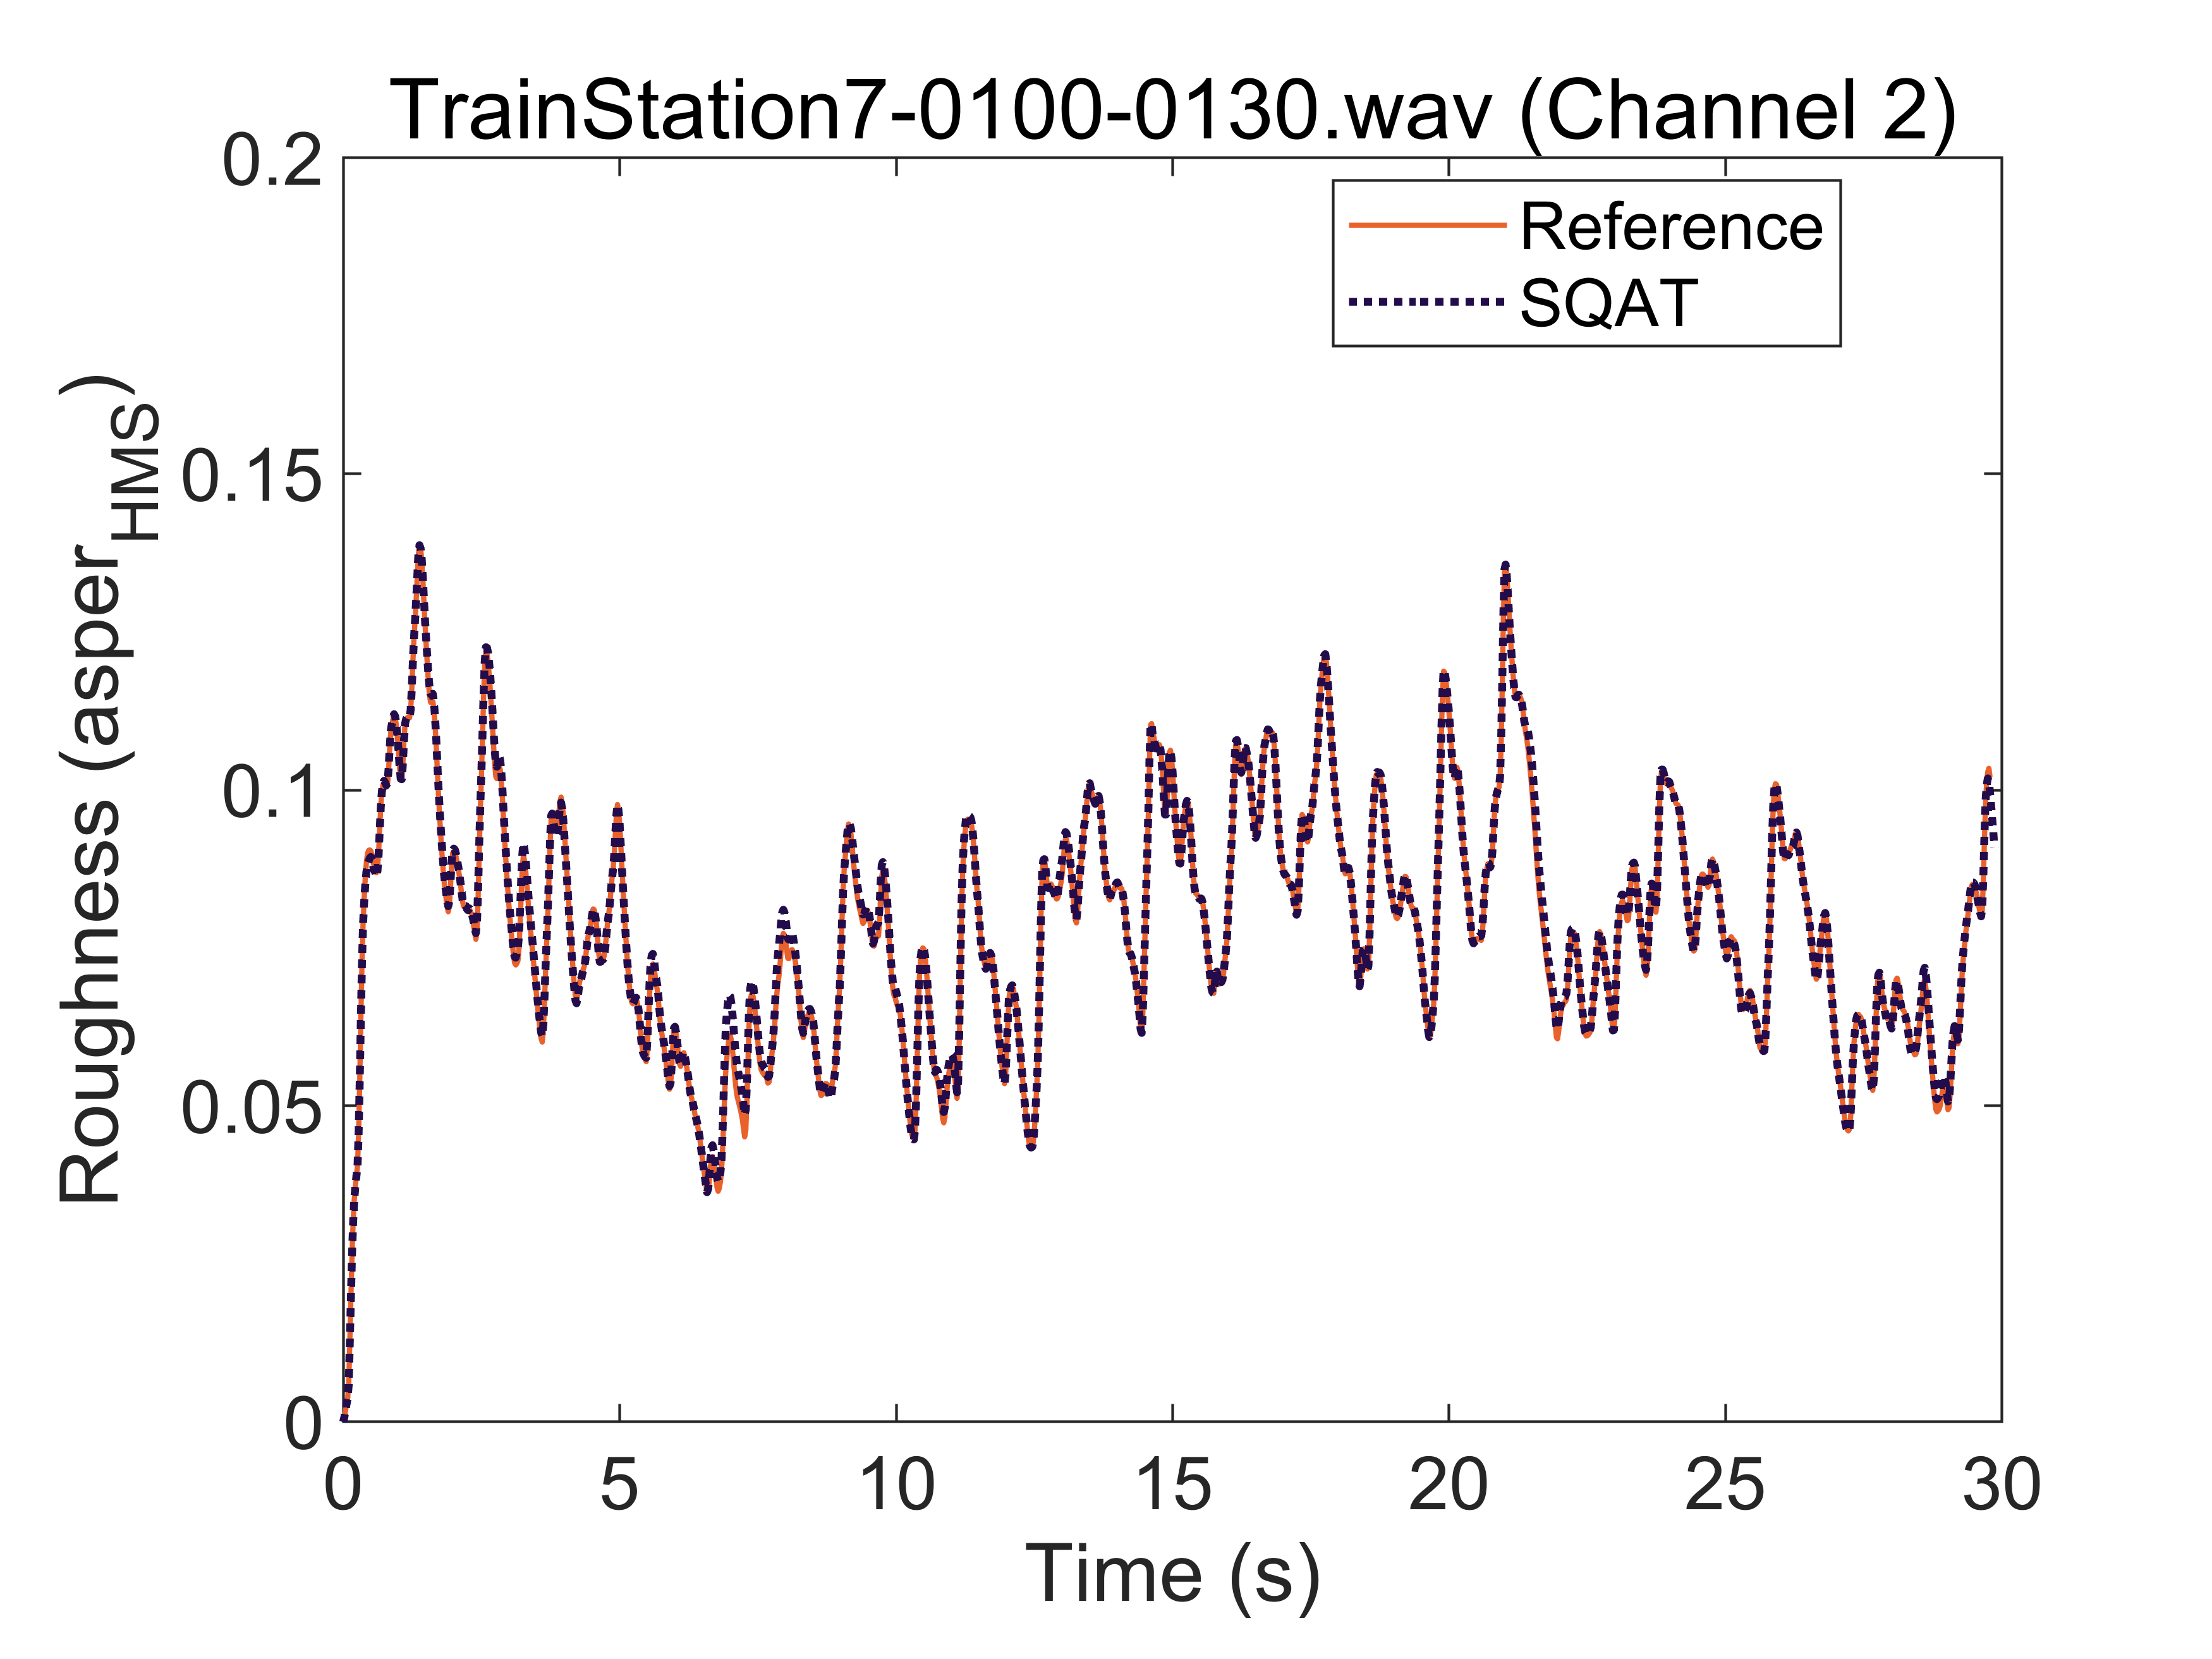 TrainStation7-0100-0130.wav (Channel 2)
Reference
SQAT
Roughness (asper_HMS)
0.2
0.15
0.1
0.05
0
0 5 10 15 20 25 30
Time (s)